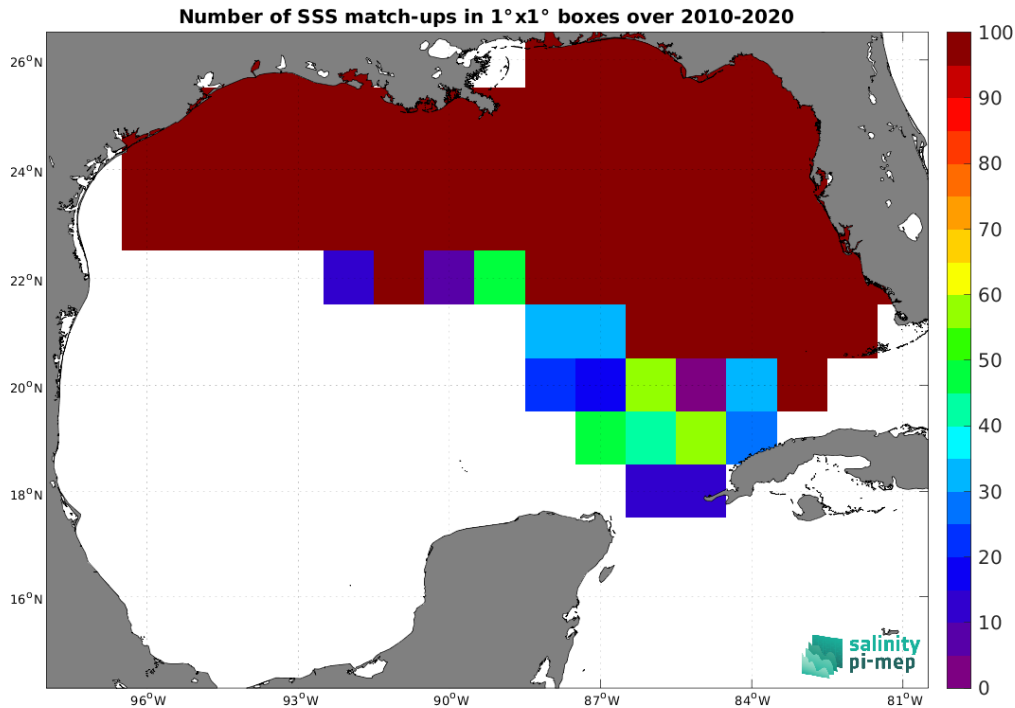 Number of SSS match-ups in 1°x1° boxes over 2010-2020
26°N
24°N
22°N
20°N
18°N
16°N
96°W
93°W
90°W
87°W
84°W
81°W
100
90
80
70
60
50
40
30
20
10
0
salinity
pi-mep